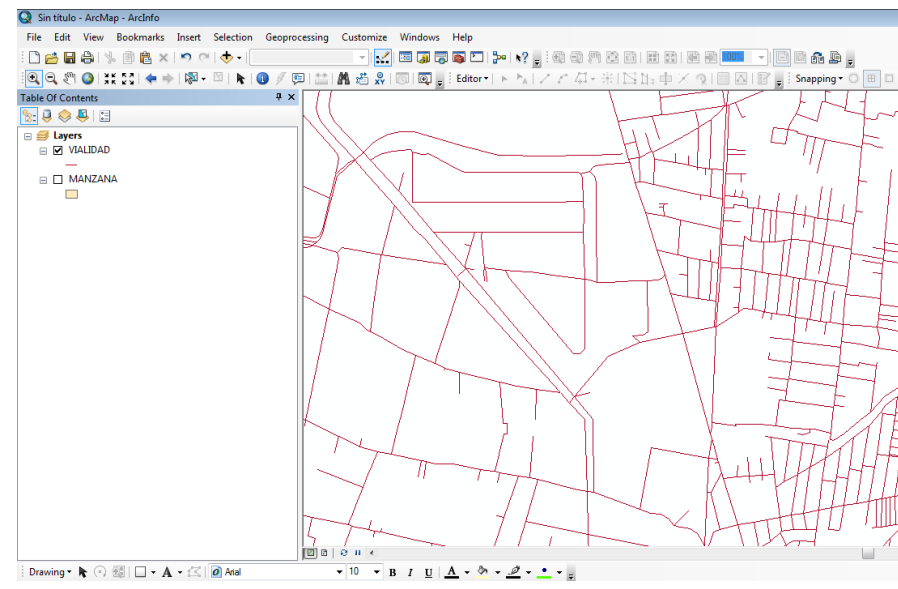 Sin título - ArcMap - ArcInfo
File Edit View Bookmarks Insert Selection Geoprocessing Customize Windows Help
Editor Snapping
Table Of Contents
Layers
VIALIDAD
MANZANA
Drawing A Arial 10 B I U A